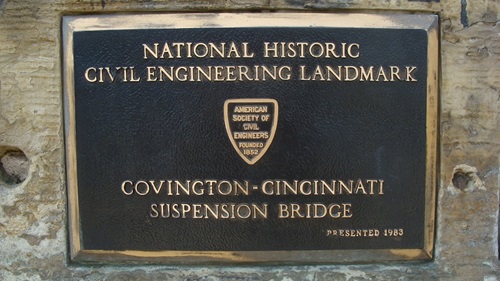 NATIONAL HISTORIC
CIVIL ENGINEERING LANDMARK
AMERICAN
SOCIETY OF
CIVIL
ENGINEERS
FOUNDED
1852
COVINGTON-CINCINNATI
SUSPENSION BRIDGE
PRESENTED 1983